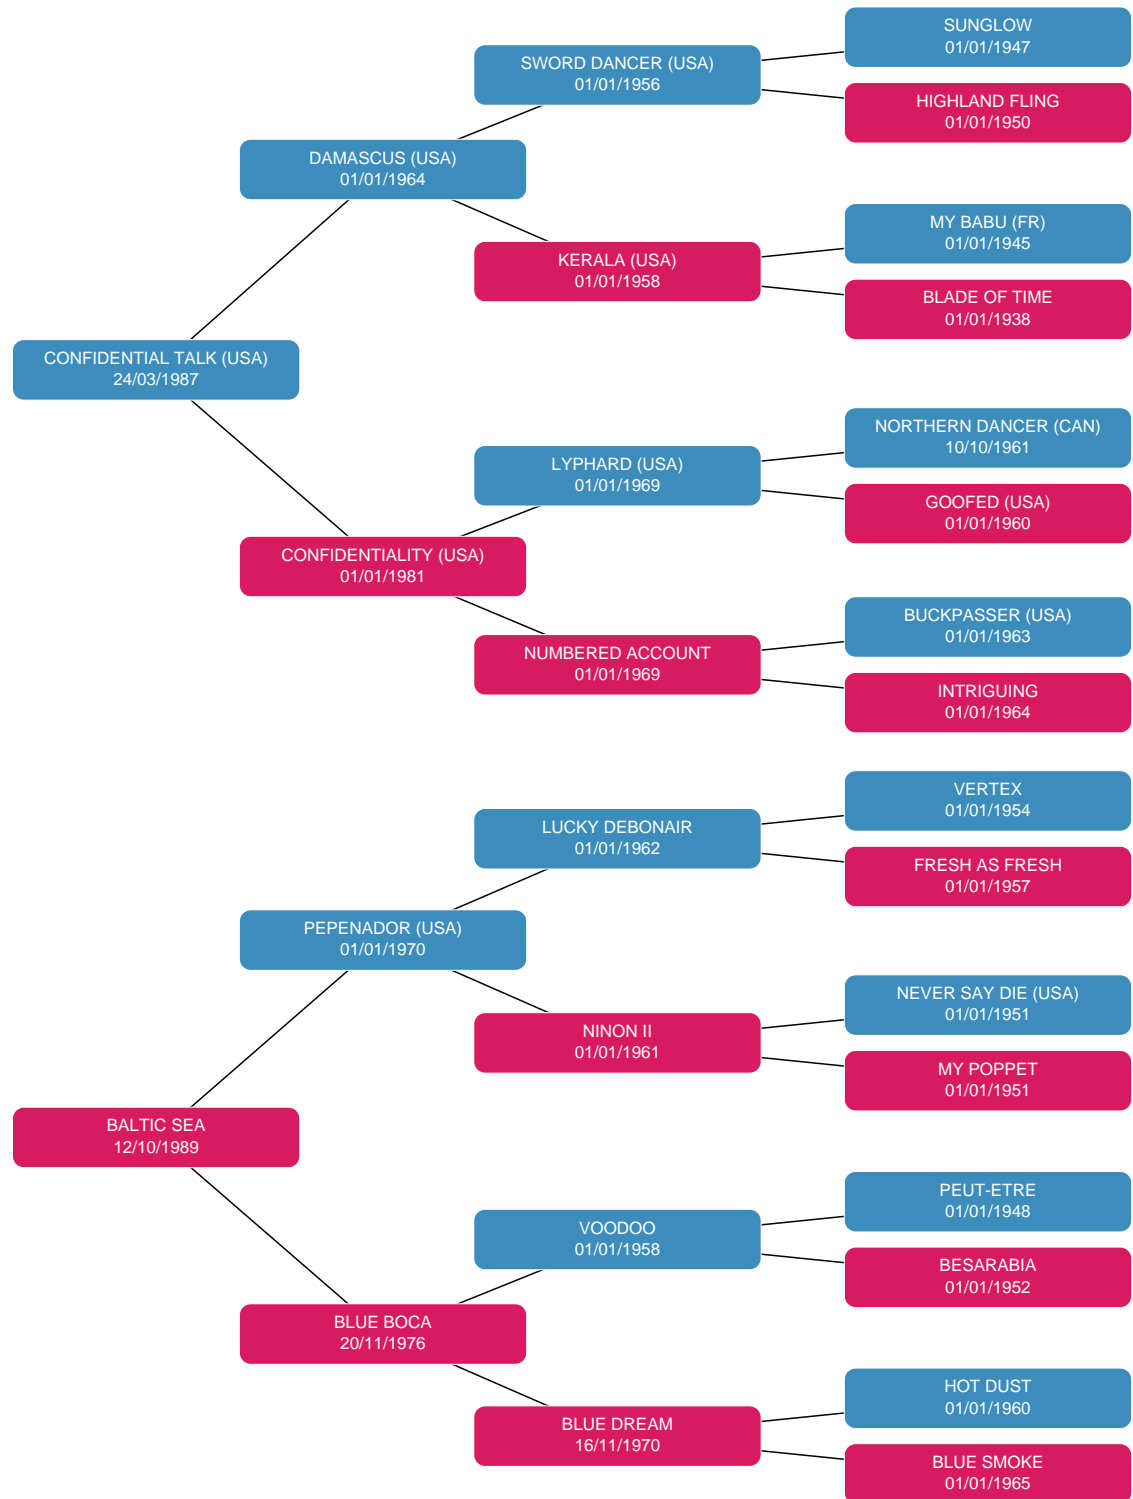 SUNGLOW
01/01/1947
SWORD DANCER (USA)
01/01/1956
HIGHLAND FLING
01/01/1950
DAMASCUS (USA)
01/01/1964
MY BABU (FR)
01/01/1945
KERALA (USA)
01/01/1958
BLADE OF TIME
01/01/1938
CONFIDENTIAL TALK (USA)
24/03/1987
NORTHERN DANCER (CAN)
10/10/1961
LYPHARD (USA)
01/01/1969
GOOFED (USA)
01/01/1960
CONFIDENTIALITY (USA)
01/01/1981
BUCKPASSER (USA)
01/01/1963
NUMBERED ACCOUNT
01/01/1969
INTRIGUING
01/01/1964
VERTEX
01/01/1954
LUCKY DEBONAIR
01/01/1962
FRESH AS FRESH
01/01/1957
PEPENADOR (USA)
01/01/1970
NEVER SAY DIE (USA)
01/01/1951
NINON II
01/01/1961
MY POPPET
01/01/1951
BALTIC SEA
12/10/1989
PEUT-ETRE
01/01/1948
VOODOO
01/01/1958
BESARABIA
01/01/1952
BLUE BOCA
20/11/1976
HOT DUST
01/01/1960
BLUE DREAM
16/11/1970
BLUE SMOKE
01/01/1965